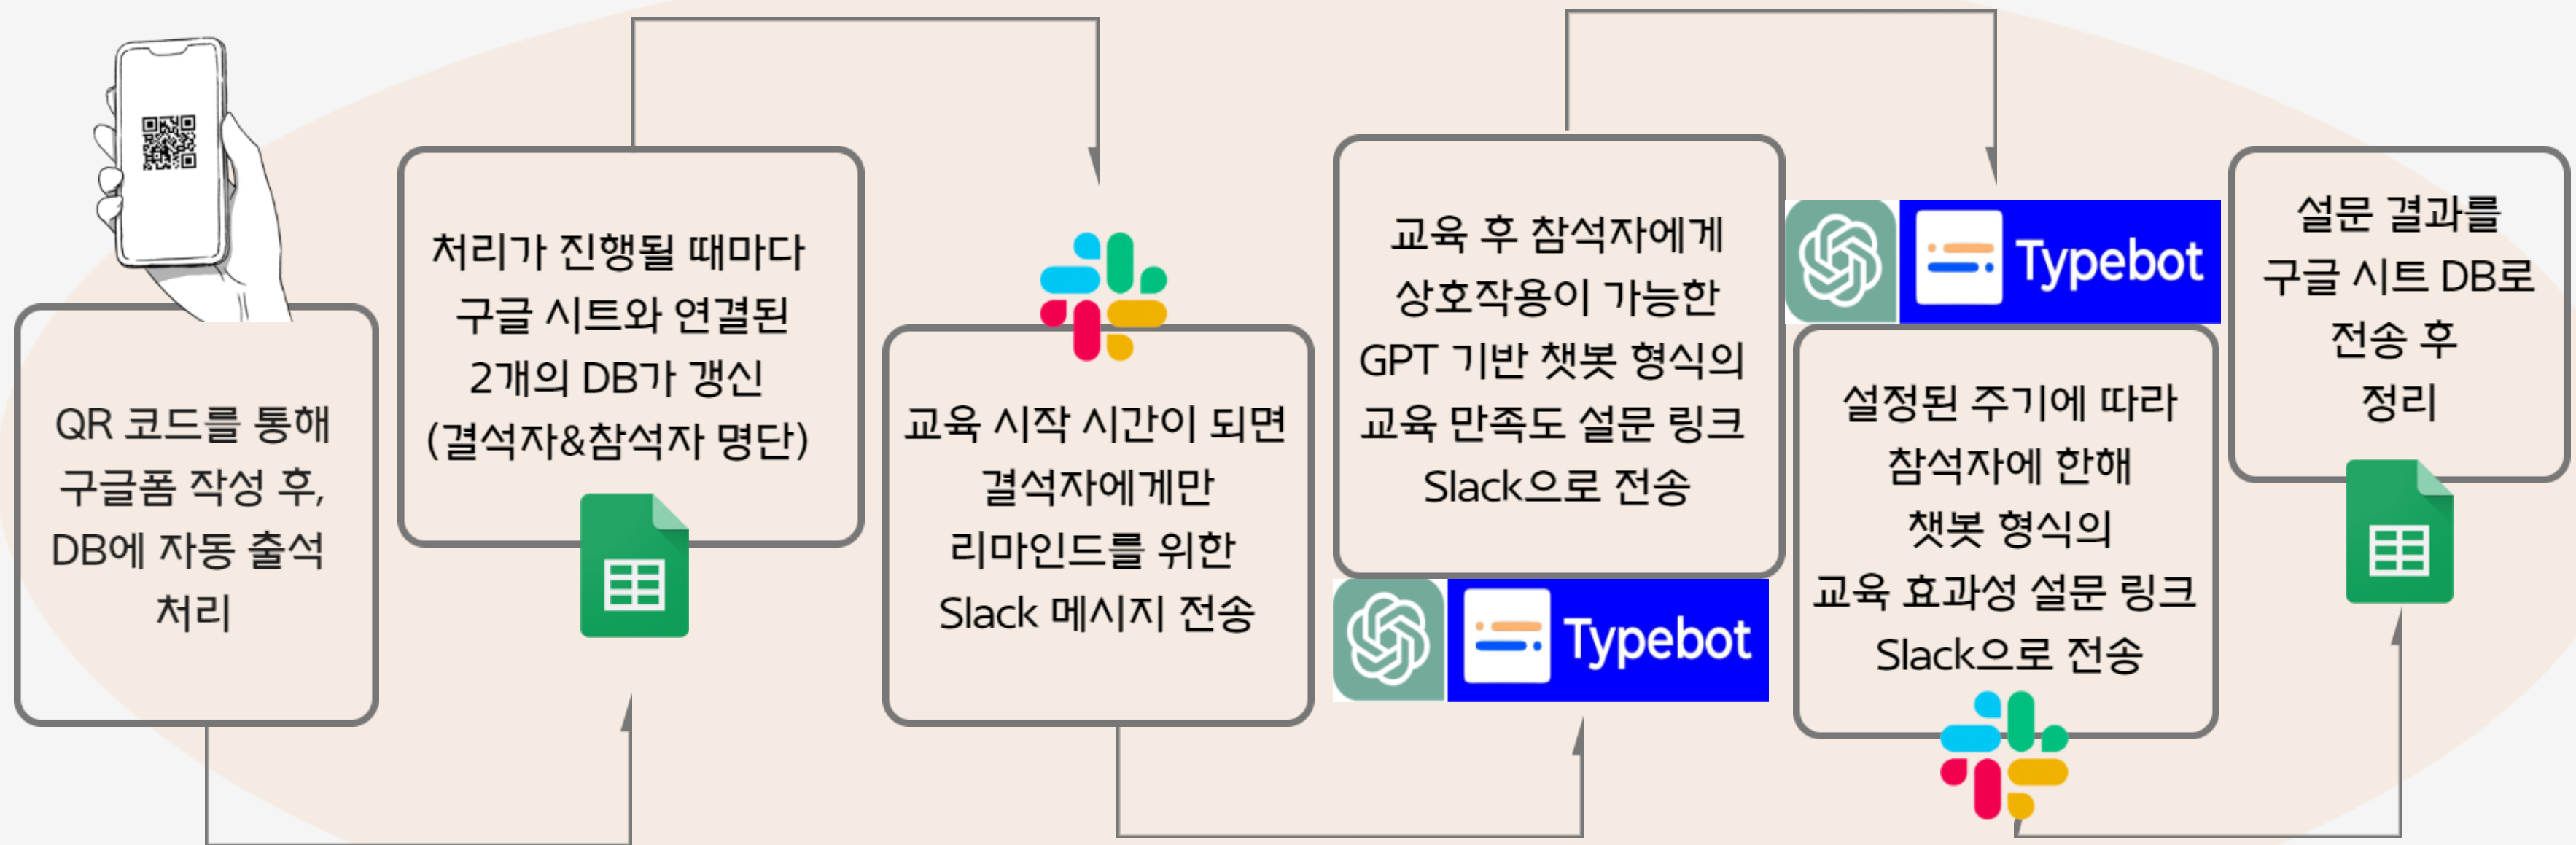 QR 코드를 통해
구글폼 작성 후,
DB에 자동 출석
처리
처리가 진행될 때마다
구글 시트와 연결된
2개의 DB가 갱신
(결석자&참석자 명단)
교육 시작 시간이 되면
결석자에게만
리마인드를 위한
Slack 메시지 전송
교육 후 참석자에게
상호작용이 가능한
GPT 기반 챗봇 형식의
교육 만족도 설문 링크
Slack으로 전송
Typebot
Typebot
설정된 주기에 따라
참석자에 한해
챗봇 형식의
교육 효과성 설문 링크
Slack으로 전송
설문 결과를
구글 시트 DB로
전송 후
정리